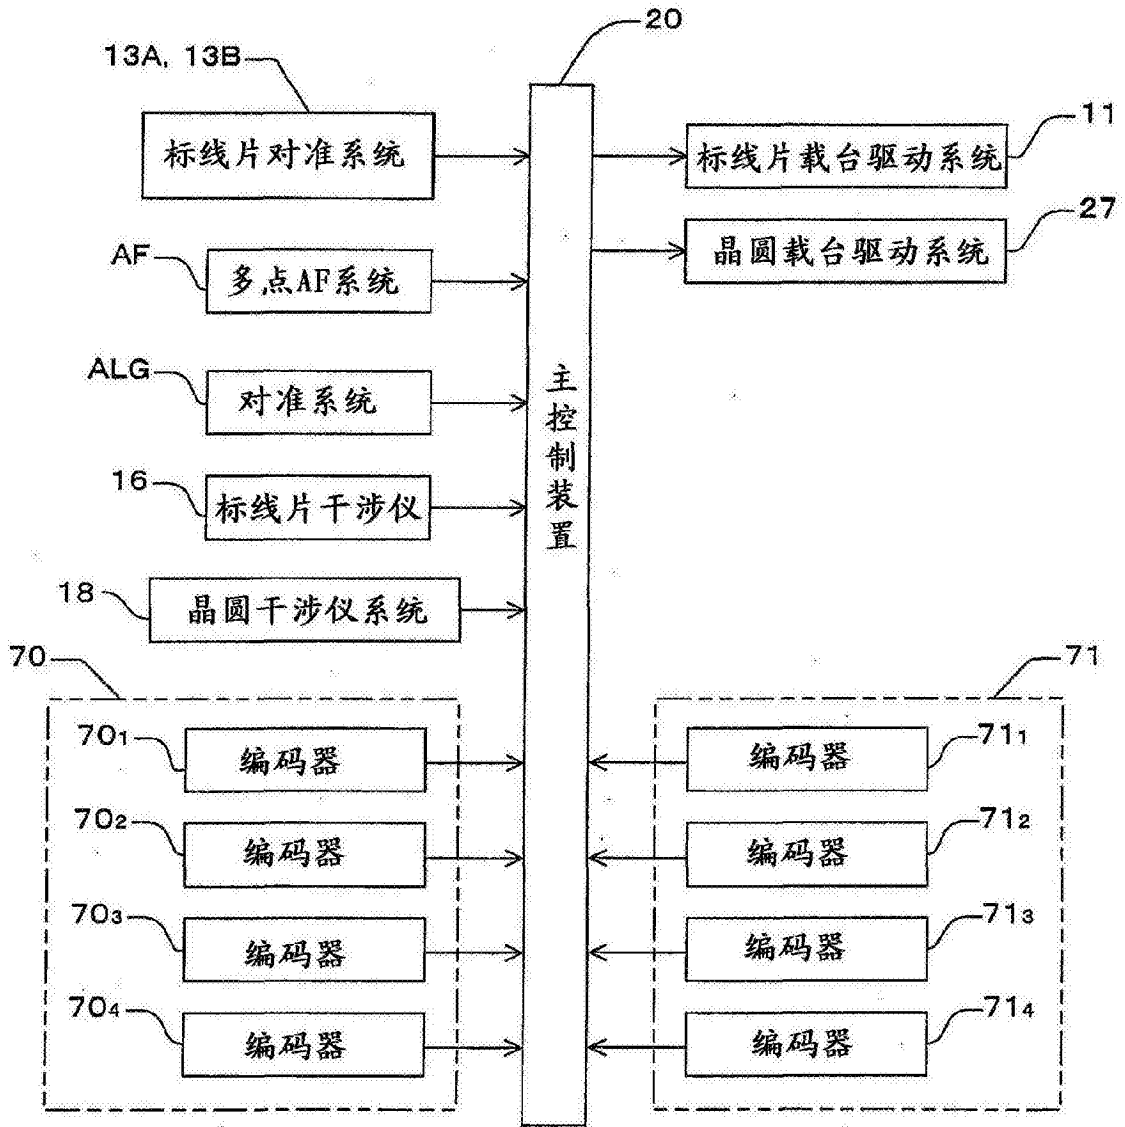 20
13A, 13B
标线片对准系统
11
标线片载台驱动系统
27
晶圆载台驱动系统
AF
多点AF系统
ALG
对准系统
主控制装置
16
标线片干涉仪
18
晶圆干涉仪系统
70
71
70₁
编码器
71₁
编码器
70₂
编码器
71₂
编码器
70₃
编码器
71₃
编码器
70₄
编码器
71₄
编码器